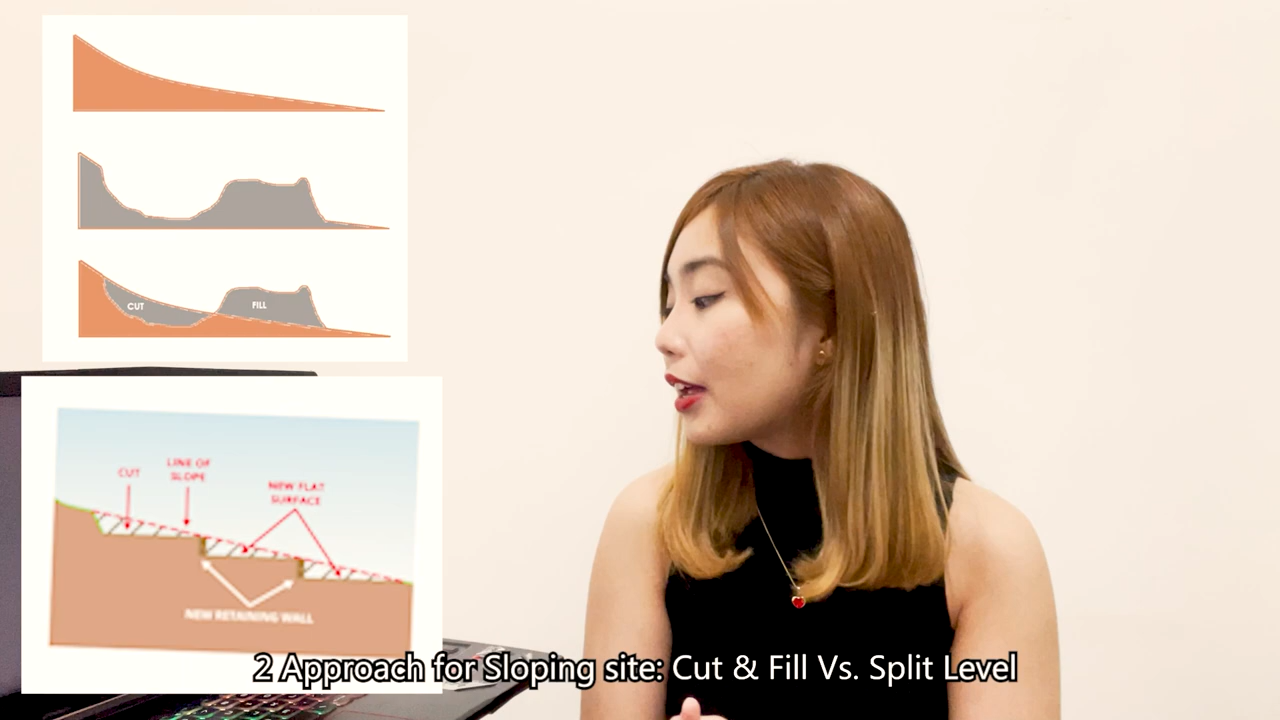 CUT
FILL
CUT
LINE OF
SLOPE
NEW FLAT
SURFACE
NEW RETAINING WALL
2 Approach for Sloping site: Cut & Fill Vs. Split Level